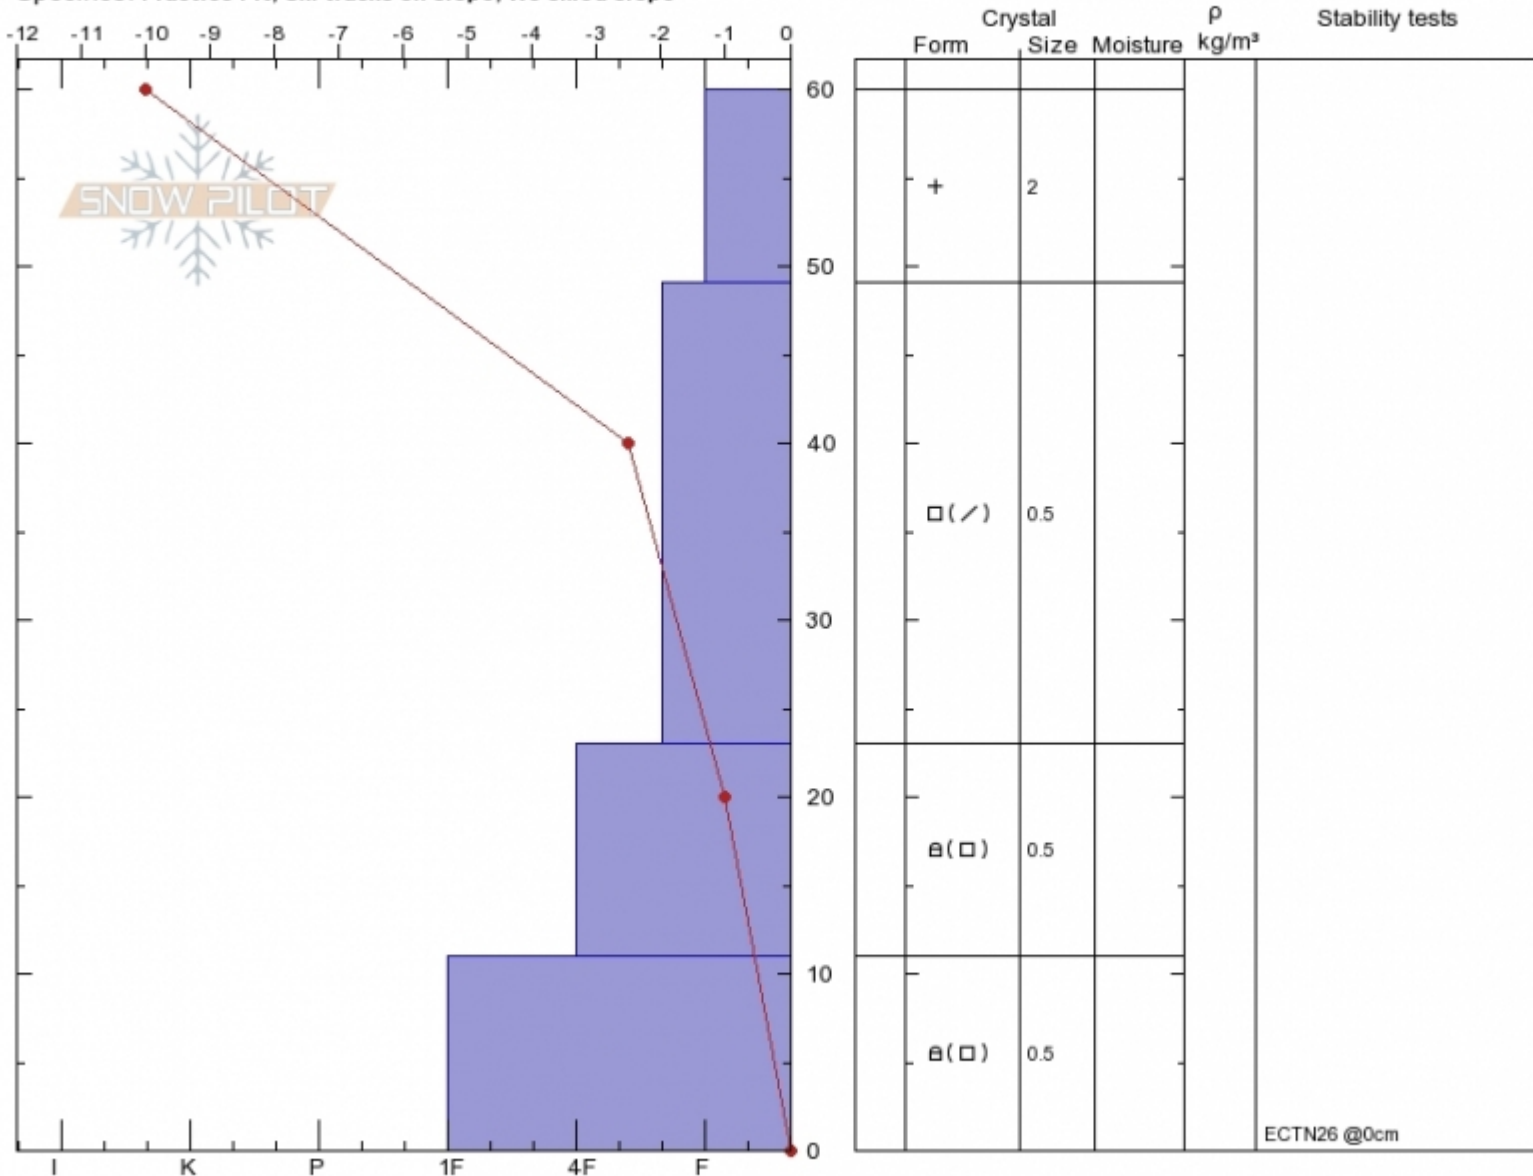 -12 -11 -10 -9 -8 -7 -6 -5 -4 -3 -2 -1 0
Crystal ρ Stability tests
Form Size Moisture kg/m³
60
+ 2
SNOW PILOT
50
40
□(／) 0.5
30
20
(□) 0.5
10
(□) 0.5
ECTN26 @0cm
0
I K P 1F 4F F